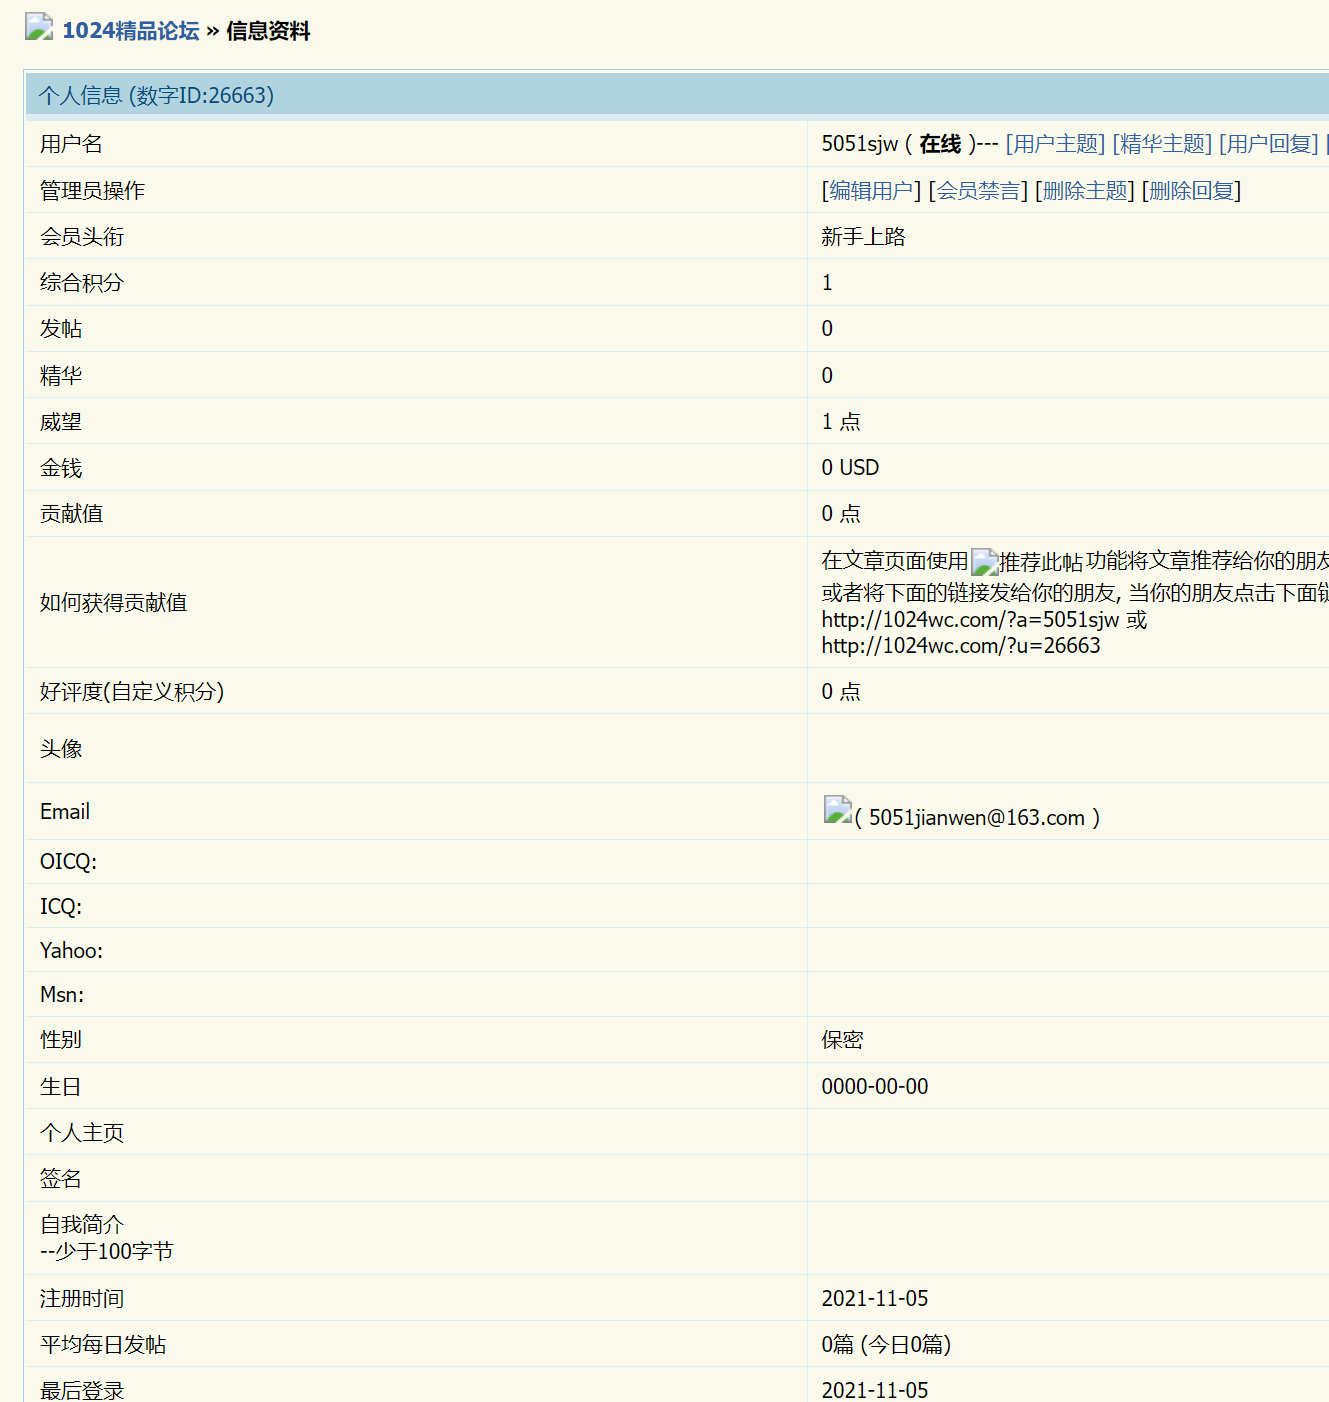 1024精品论坛 » 信息资料
个人信息 (数字ID:26663)
用户名 5051sjw ( 在线 )--- [用户主题] [精华主题] [用户回复] [
管理员操作 [编辑用户] [会员禁言] [删除主题] [删除回复]
会员头衔 新手上路
综合积分 1
发帖 0
精华 0
威望 1 点
金钱 0 USD
贡献值 0 点
如何获得贡献值
在文章页面使用推荐此帖功能将文章推荐给你的朋友
或者将下面的链接发给你的朋友, 当你的朋友点击下面链
http://1024wc.com/?a=5051sjw 或
http://1024wc.com/?u=26663
好评度(自定义积分) 0 点
头像
Email ( 5051jianwen@163.com )
OICQ:
ICQ:
Yahoo:
Msn:
性别 保密
生日 0000-00-00
个人主页
签名
自我简介
--少于100字节
注册时间 2021-11-05
平均每日发帖 0篇 (今日0篇)
最后登录 2021-11-05